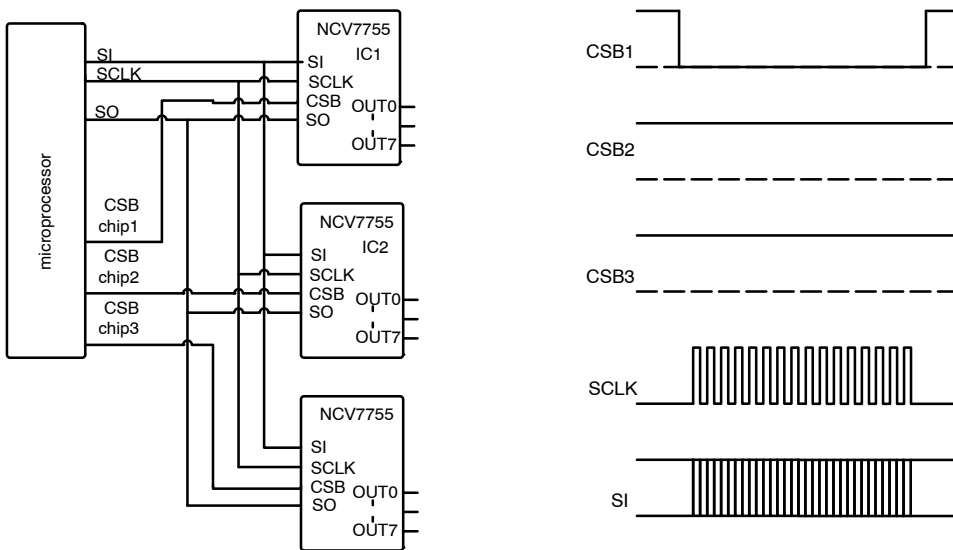 microprocessor
SI
SCLK
SO
CSB
chip1
CSB
chip2
CSB
chip3
NCV7755
IC1
SI
SCLK
CSB
SO
OUT0
OUT7
NCV7755
IC2
SI
SCLK
CSB
SO
OUT0
OUT7
NCV7755
SI
SCLK
CSB
SO
OUT0
OUT7
CSB1
CSB2
CSB3
SCLK
SI